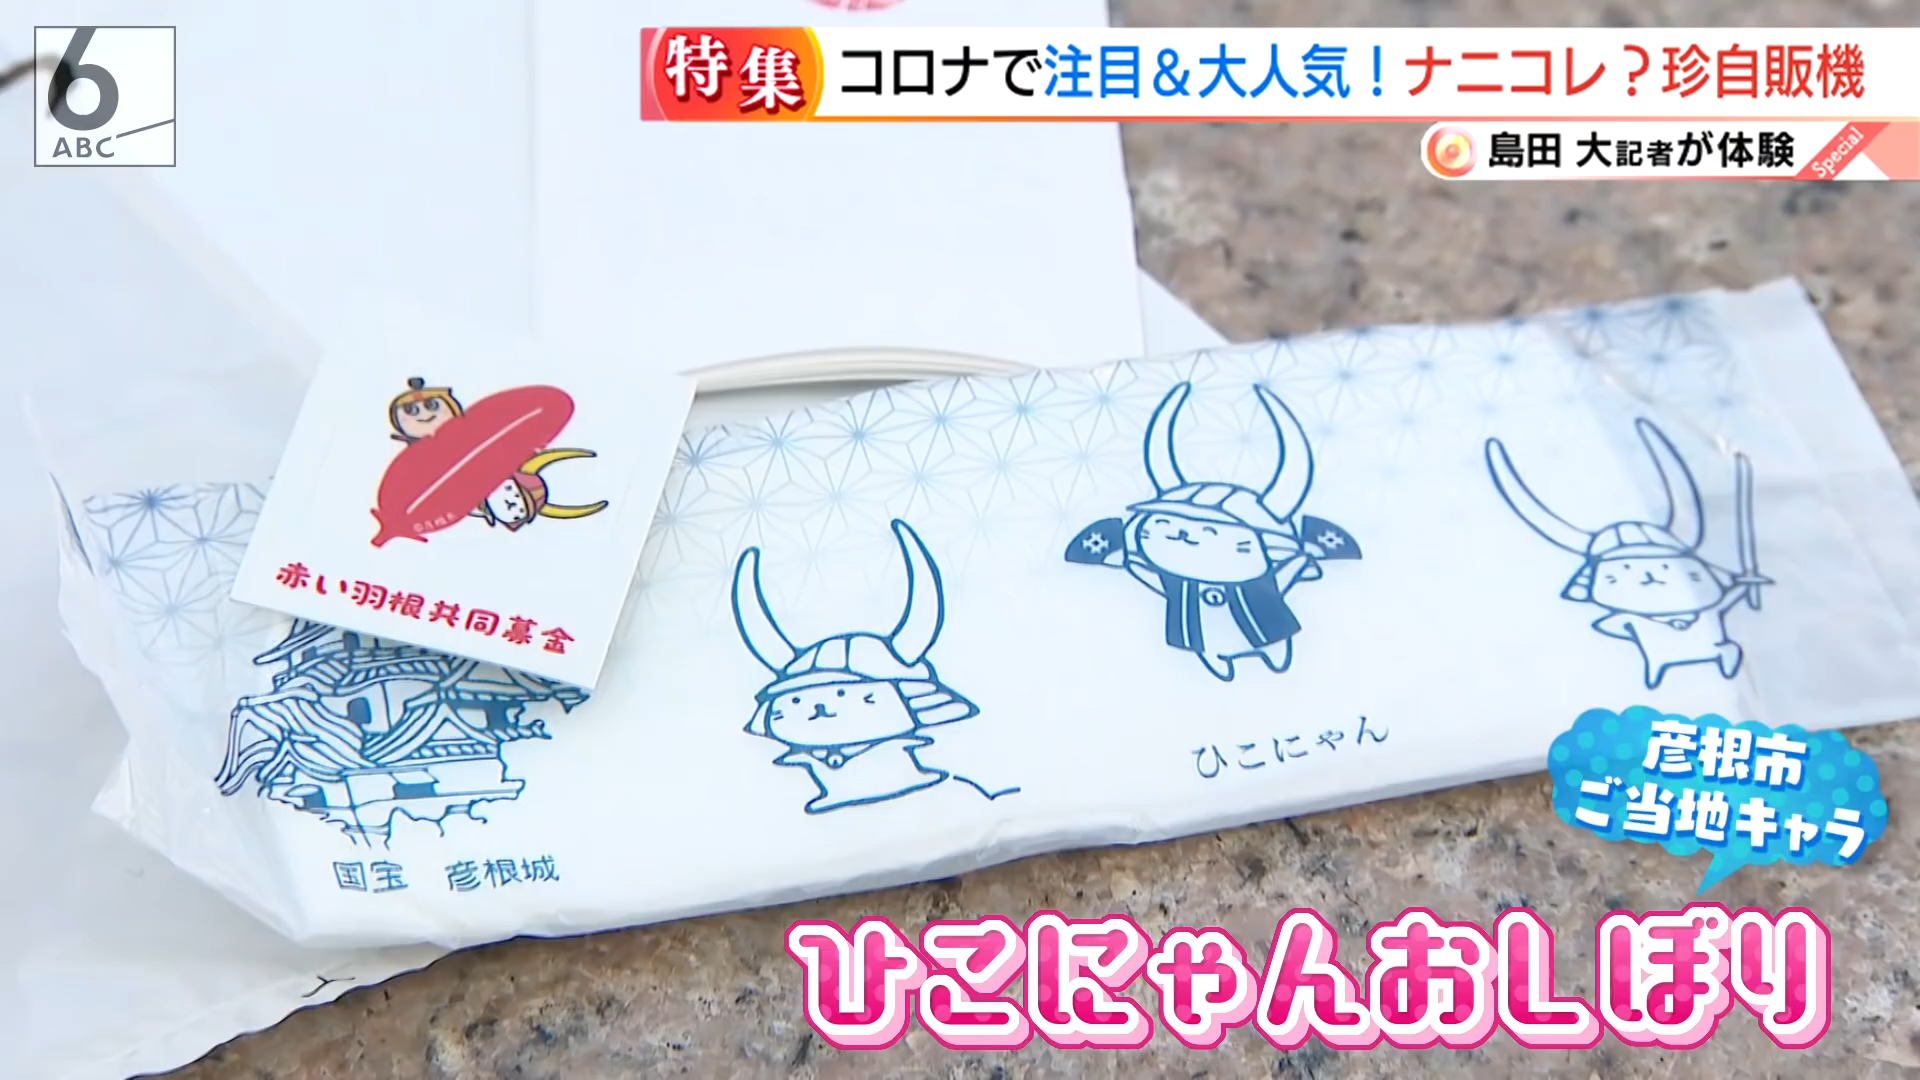 6
ABC
特集
コロナで注目＆大人気！ナニコレ？珍自販機
島田 大記者が体験
Special
赤い羽根共同募金
国宝 彦根城
ひこにゃん
彦根市
ご当地キャラ
ひこにゃんおしぼり